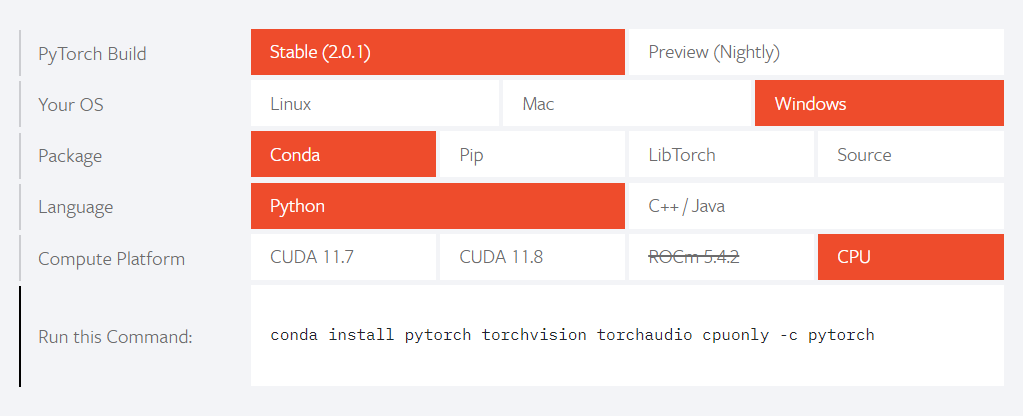 PyTorch Build Stable (2.0.1) Preview (Nightly)
Your OS Linux Mac Windows
Package Conda Pip LibTorch Source
Language Python C++ / Java
Compute Platform CUDA 11.7 CUDA 11.8 ROCm 5.4.2 CPU
Run this Command: conda install pytorch torchvision torchaudio cpuonly -c pytorch